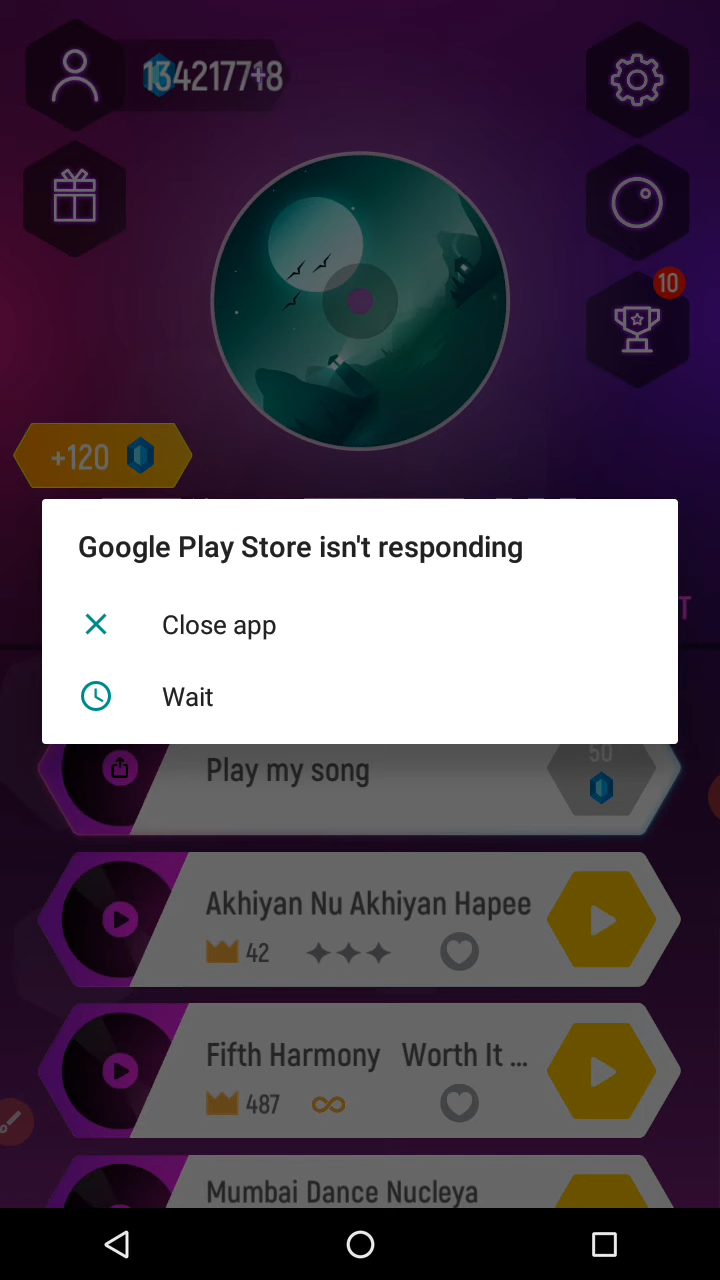 134217718
+
10
+120
Google Play Store isn't responding
Close app
Wait
T
50
Play my song
Akhiyan Nu Akhiyan Hapee
42
Fifth Harmony Worth It ...
487
Mumbai Dance Nucleya